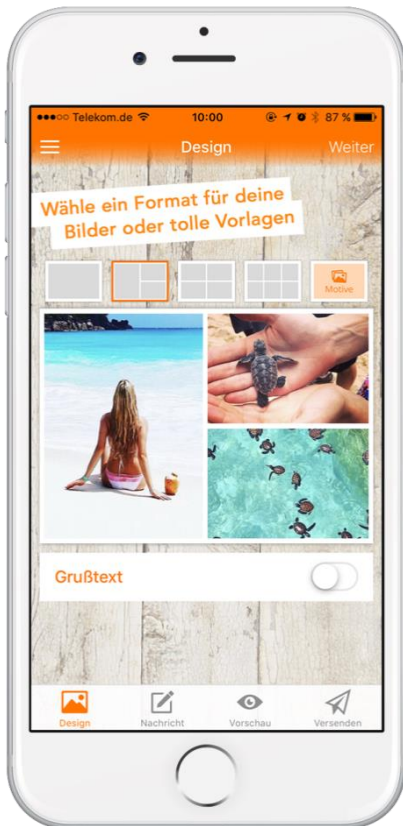 Telekom.de 10:00 87 %
Design Weiter
Wähle ein Format für deine
Bilder oder tolle Vorlagen
Motive
Grußtext
Design Nachricht Vorschau Versenden